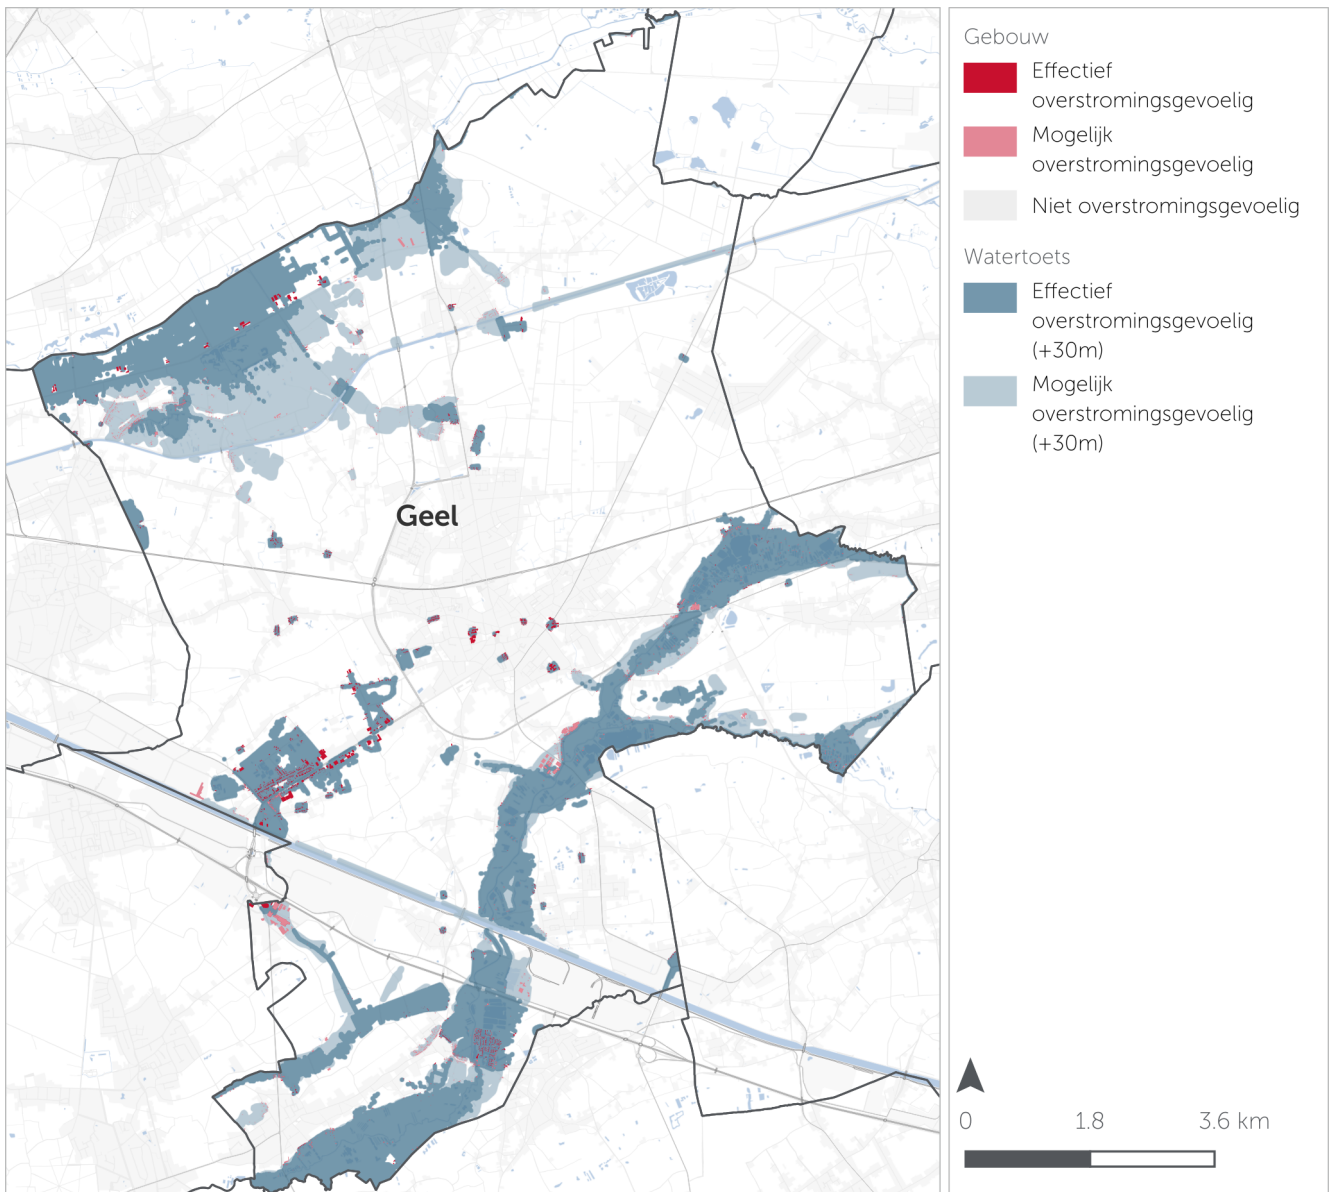 Geel
Gebouw
Effectief
overstromingsgevoelig
Mogelijk
overstromingsgevoelig
Niet overstromingsgevoelig
Watertoets
Effectief
overstromingsgevoelig
(+30m)
Mogelijk
overstromingsgevoelig
(+30m)
0 1.8 3.6 km